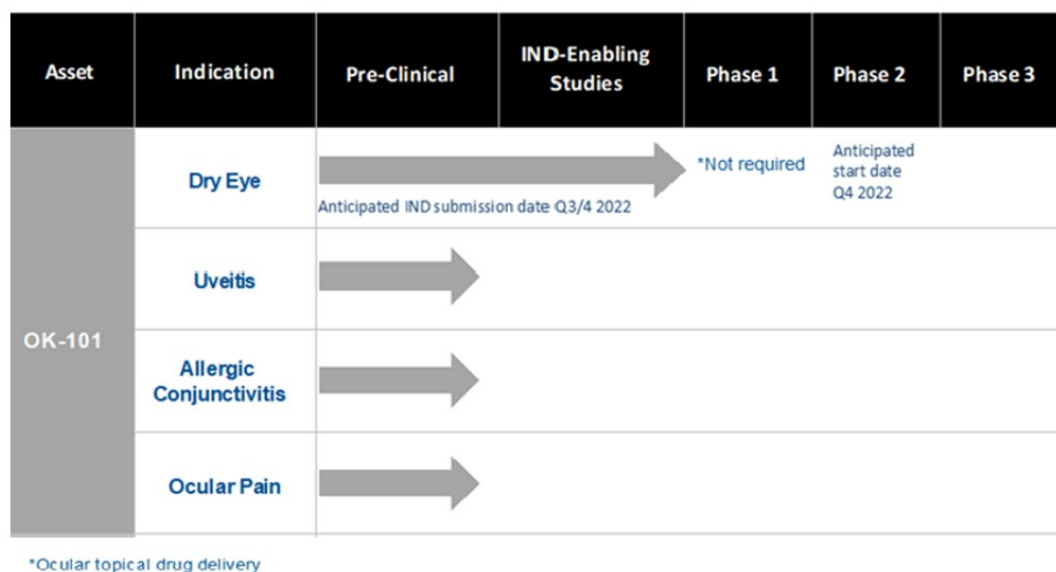 Asset
Indication
Pre-Clinical
IND-Enabling
Studies
Phase 1
Phase 2
Phase 3
OK-101
Dry Eye
Anticipated IND submission date Q3/4 2022
*Not required
Anticipated
start date
Q4 2022
Uveitis
Allergic
Conjunctivitis
Ocular Pain
*Ocular topical drug delivery